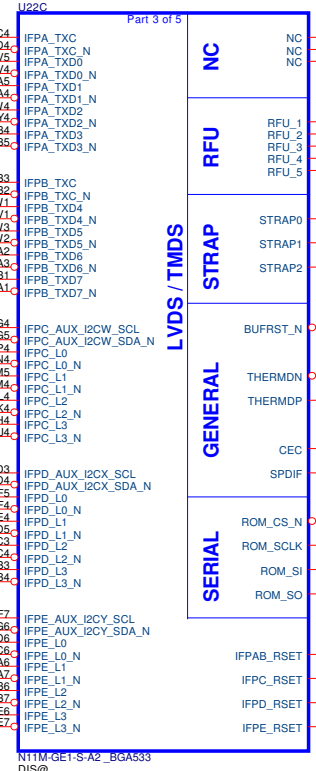 U22C
Part 3 of 5
IFPA_TXC
IFPA_TXC_N
IFPA_TXD0
IFPA_TXD0_N
IFPA_TXD1
IFPA_TXD1_N
IFPA_TXD2
IFPA_TXD2_N
IFPA_TXD3
IFPA_TXD3_N
IFPB_TXC
IFPB_TXC_N
IFPB_TXD4
IFPB_TXD4_N
IFPB_TXD5
IFPB_TXD5_N
IFPB_TXD6
IFPB_TXD6_N
IFPB_TXD7
IFPB_TXD7_N
IFPC_AUX_I2CW_SCL
IFPC_AUX_I2CW_SDA_N
IFPC_L0
IFPC_L0_N
IFPC_L1
IFPC_L1_N
IFPC_L2
IFPC_L2_N
IFPC_L3
IFPC_L3_N
IFPD_AUX_I2CX_SCL
IFPD_AUX_I2CX_SDA_N
IFPD_L0
IFPD_L0_N
IFPD_L1
IFPD_L1_N
IFPD_L2
IFPD_L2_N
IFPD_L3
IFPD_L3_N
IFPE_AUX_I2CY_SCL
IFPE_AUX_I2CY_SDA_N
IFPE_L0
IFPE_L0_N
IFPE_L1
IFPE_L1_N
IFPE_L2
IFPE_L2_N
IFPE_L3
IFPE_L3_N
LVDS / TMDS
NC
NC
NC
NC
RFU
RFU_1
RFU_2
RFU_3
RFU_4
RFU_5
STRAP
STRAP0
STRAP1
STRAP2
GENERAL
BUFRST_N
THERMDN
THERMDP
CEC
SPDIF
SERIAL
ROM_CS_N
ROM_SCLK
ROM_SI
ROM_SO
IFPAB_RSET
IFPC_RSET
IFPD_RSET
IFPE_RSET
N11M-GE1-S-A2_BGA533
DIS@